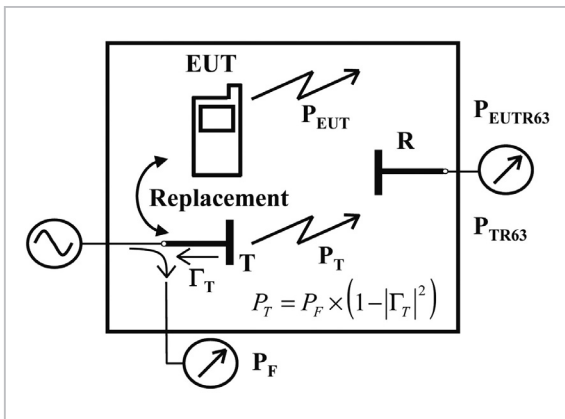 EUT
P_EUT
P_EUTR63
R
Replacement
P_TR63
T
Γ_T
P_T
P_T = P_F × (1−|Γ_T|²)
P_F